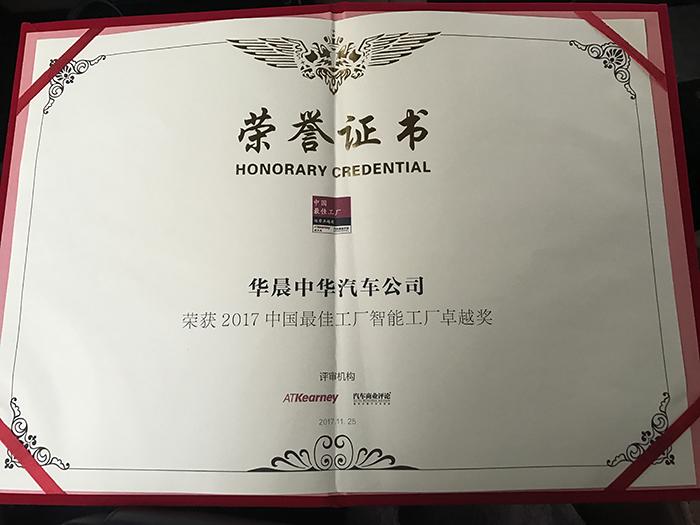 荣誉证书
HONORARY CREDENTIAL
中国
最佳工厂
ATKearney
华晨中华汽车公司
荣获 2017 中国最佳工厂智能工厂卓越奖
评审机构
ATKearney 汽车商业评论
2017.11. 25